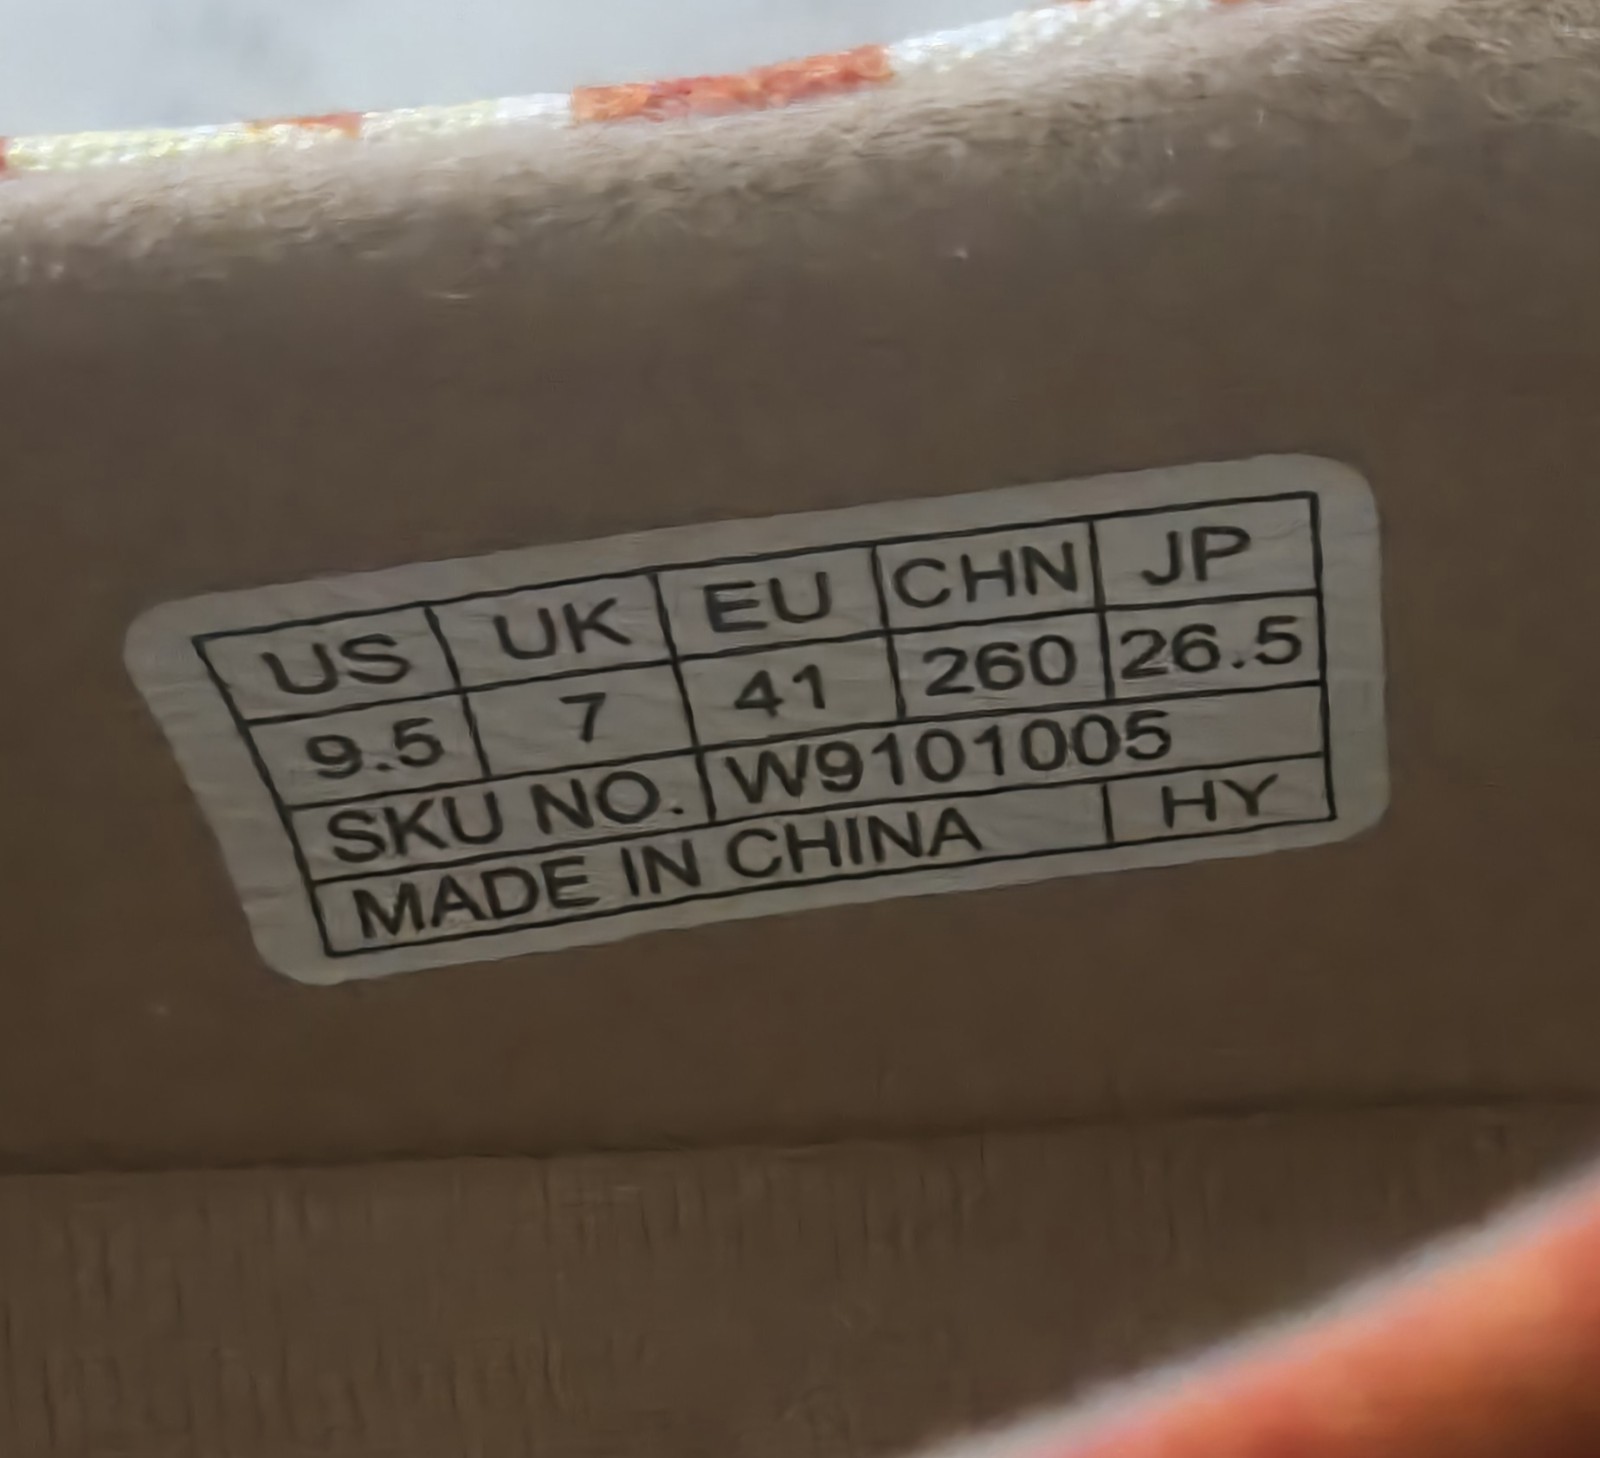 US UK EU CHN JP
9.5 7 41 260 26.5
SKU NO. W9101005
MADE IN CHINA HY